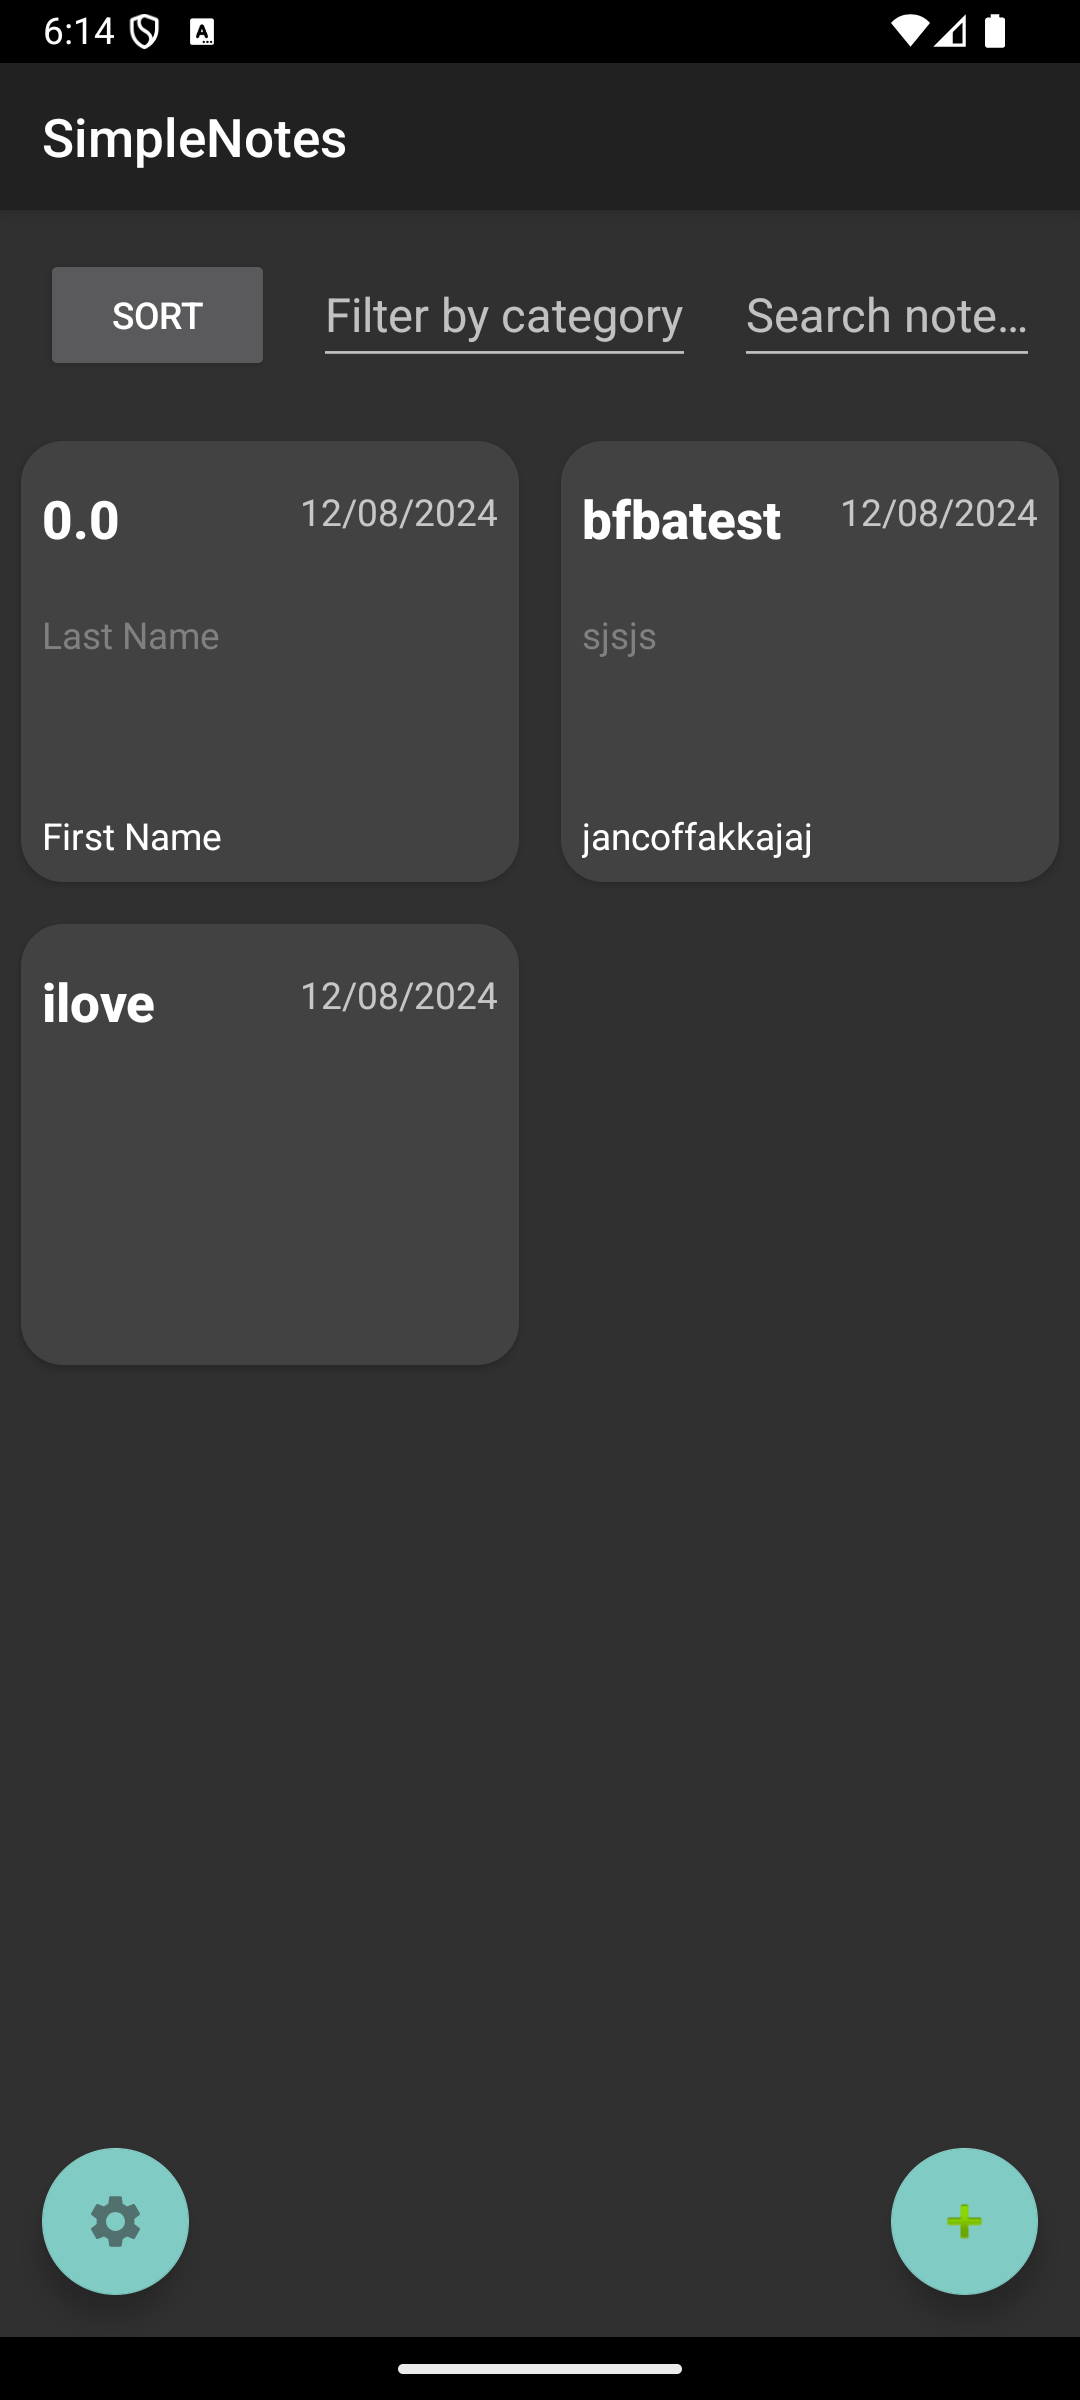 6:14
SimpleNotes
SORT
Filter by category
Search note...
0.0
12/08/2024
Last Name
First Name
bfbatest
12/08/2024
sjsjs
jancoffakkajaj
ilove
12/08/2024